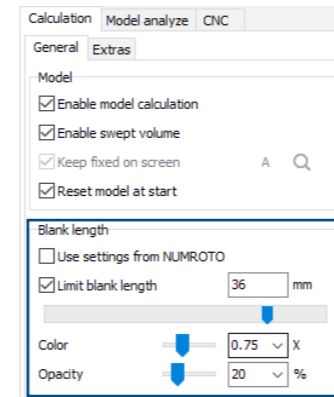 Calculation Model analyze CNC
General Extras
Model
Enable model calculation
Enable swept volume
Keep fixed on screen A
Reset model at start
Blank length
Use settings from NUMROTO
Limit blank length 36 mm
Color 0.75 X
Opacity 20 %